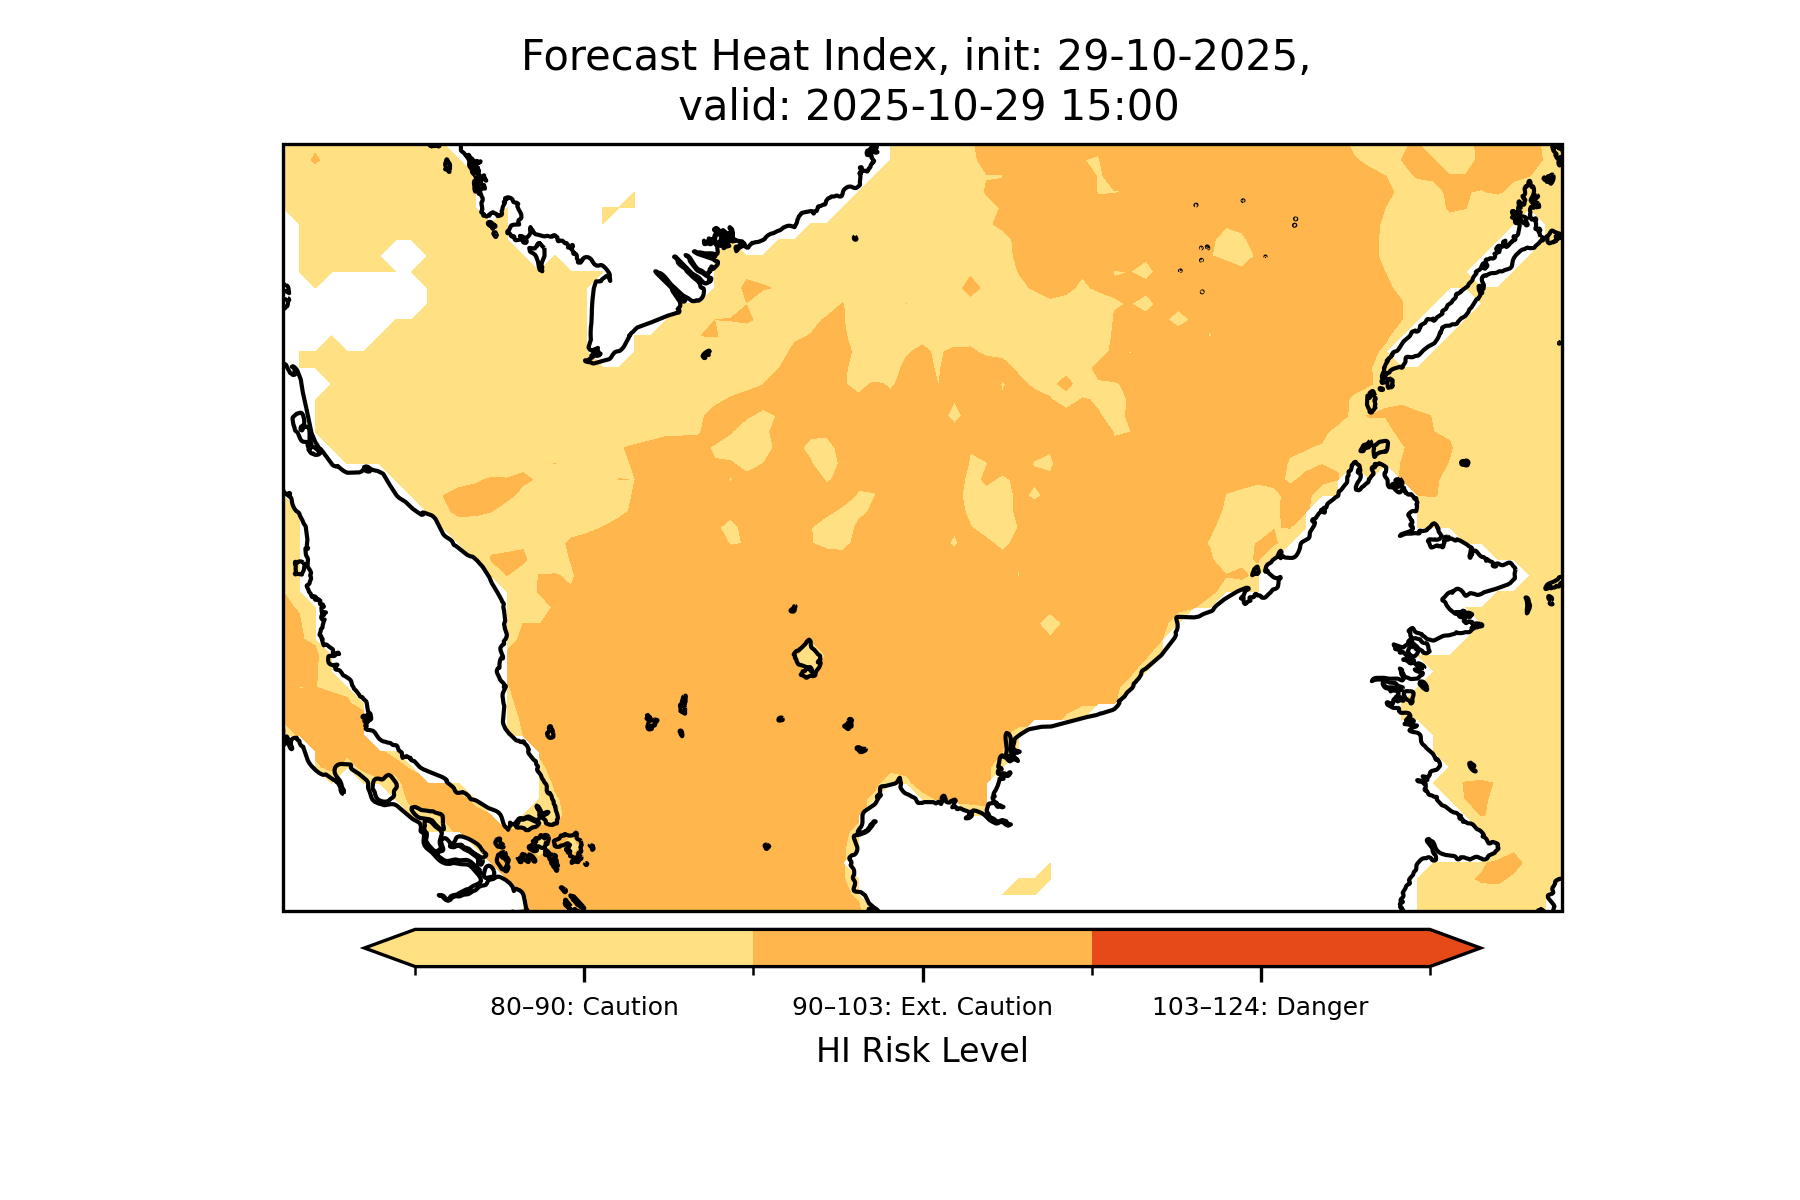 Forecast Heat Index, init: 29-10-2025,
valid: 2025-10-29 15:00
80–90: Caution
90–103: Ext. Caution
103–124: Danger
HI Risk Level